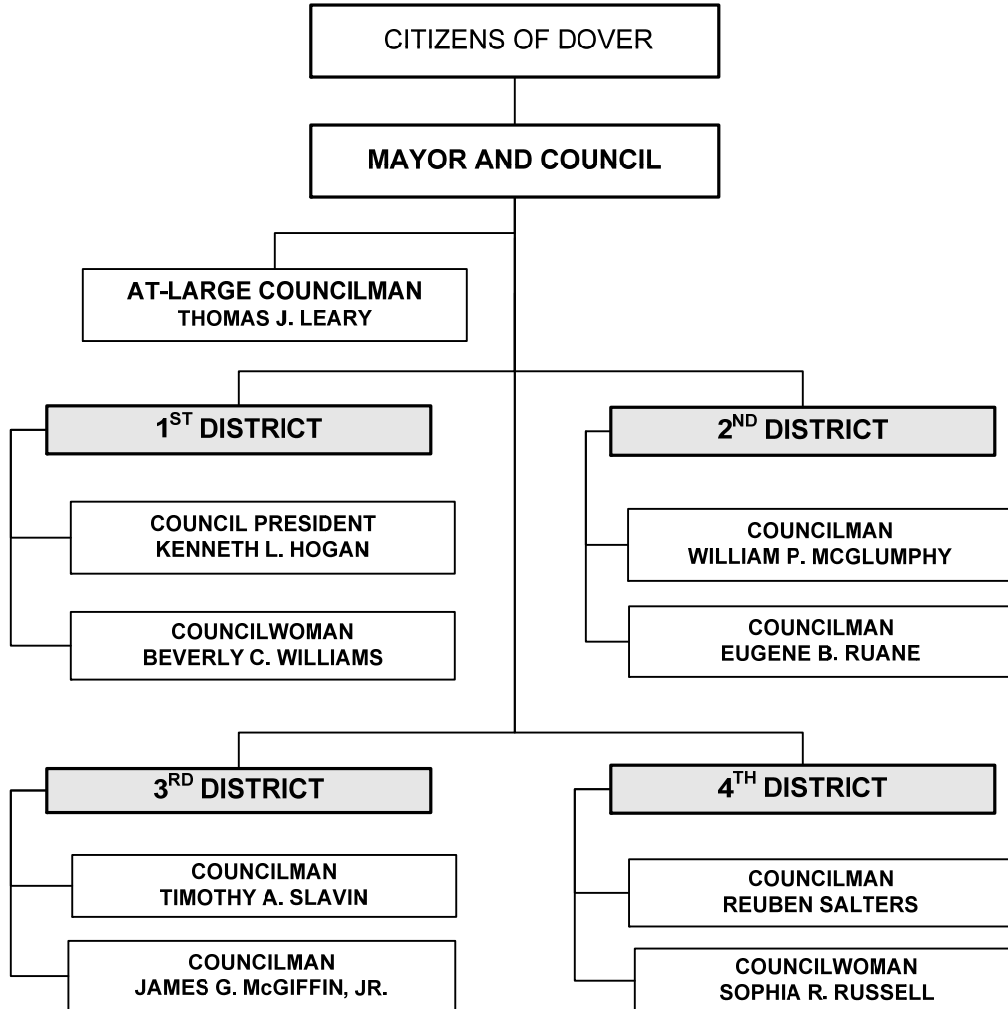 CITIZENS OF DOVER
MAYOR AND COUNCIL
AT-LARGE COUNCILMAN
THOMAS J. LEARY
1ST DISTRICT
COUNCIL PRESIDENT
KENNETH L. HOGAN
COUNCILWOMAN
BEVERLY C. WILLIAMS
2ND DISTRICT
COUNCILMAN
WILLIAM P. MCGLUMPHY
COUNCILMAN
EUGENE B. RUANE
3RD DISTRICT
COUNCILMAN
TIMOTHY A. SLAVIN
COUNCILMAN
JAMES G. McGIFFIN, JR.
4TH DISTRICT
COUNCILMAN
REUBEN SALTERS
COUNCILWOMAN
SOPHIA R. RUSSELL